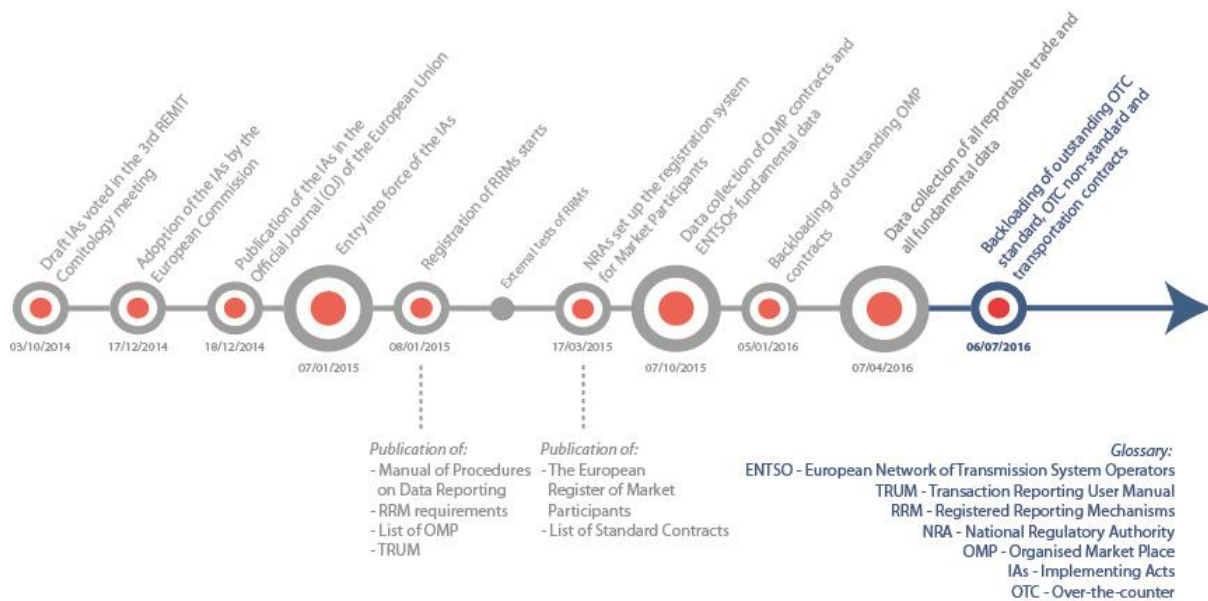 Draft IAs voted in the 3rd REMIT
Comitology meeting
Adoption of the IAs by the
European Commission
Publication of the IAs in the
Official Journal (OJ) of the European Union
Entry into force of the IAs
Registration of RRMs starts
External tests of RRMs
NRAs set up the registration system
for Market Participants
Data collection of OMP contracts and
ENTSOs' fundamental data
Backloading of outstanding OMP
contracts
Data collection of all reportable trade and
all fundamental data
Backloading of outstanding OTC
standard, OTC non-standard and
transportation contracts
03/10/2014
17/12/2014
18/12/2014
07/01/2015
08/01/2015
17/03/2015
07/10/2015
05/01/2016
07/04/2016
06/07/2016
Publication of:
- Manual of Procedures
on Data Reporting
- RRM requirements
- List of OMP
- TRUM
Publication of:
- The European
Register of Market
Participants
- List of Standard Contracts
Glossary:
ENTSO - European Network of Transmission System Operators
TRUM - Transaction Reporting User Manual
RRM - Registered Reporting Mechanisms
NRA - National Regulatory Authority
OMP - Organised Market Place
IAs - Implementing Acts
OTC - Over-the-counter